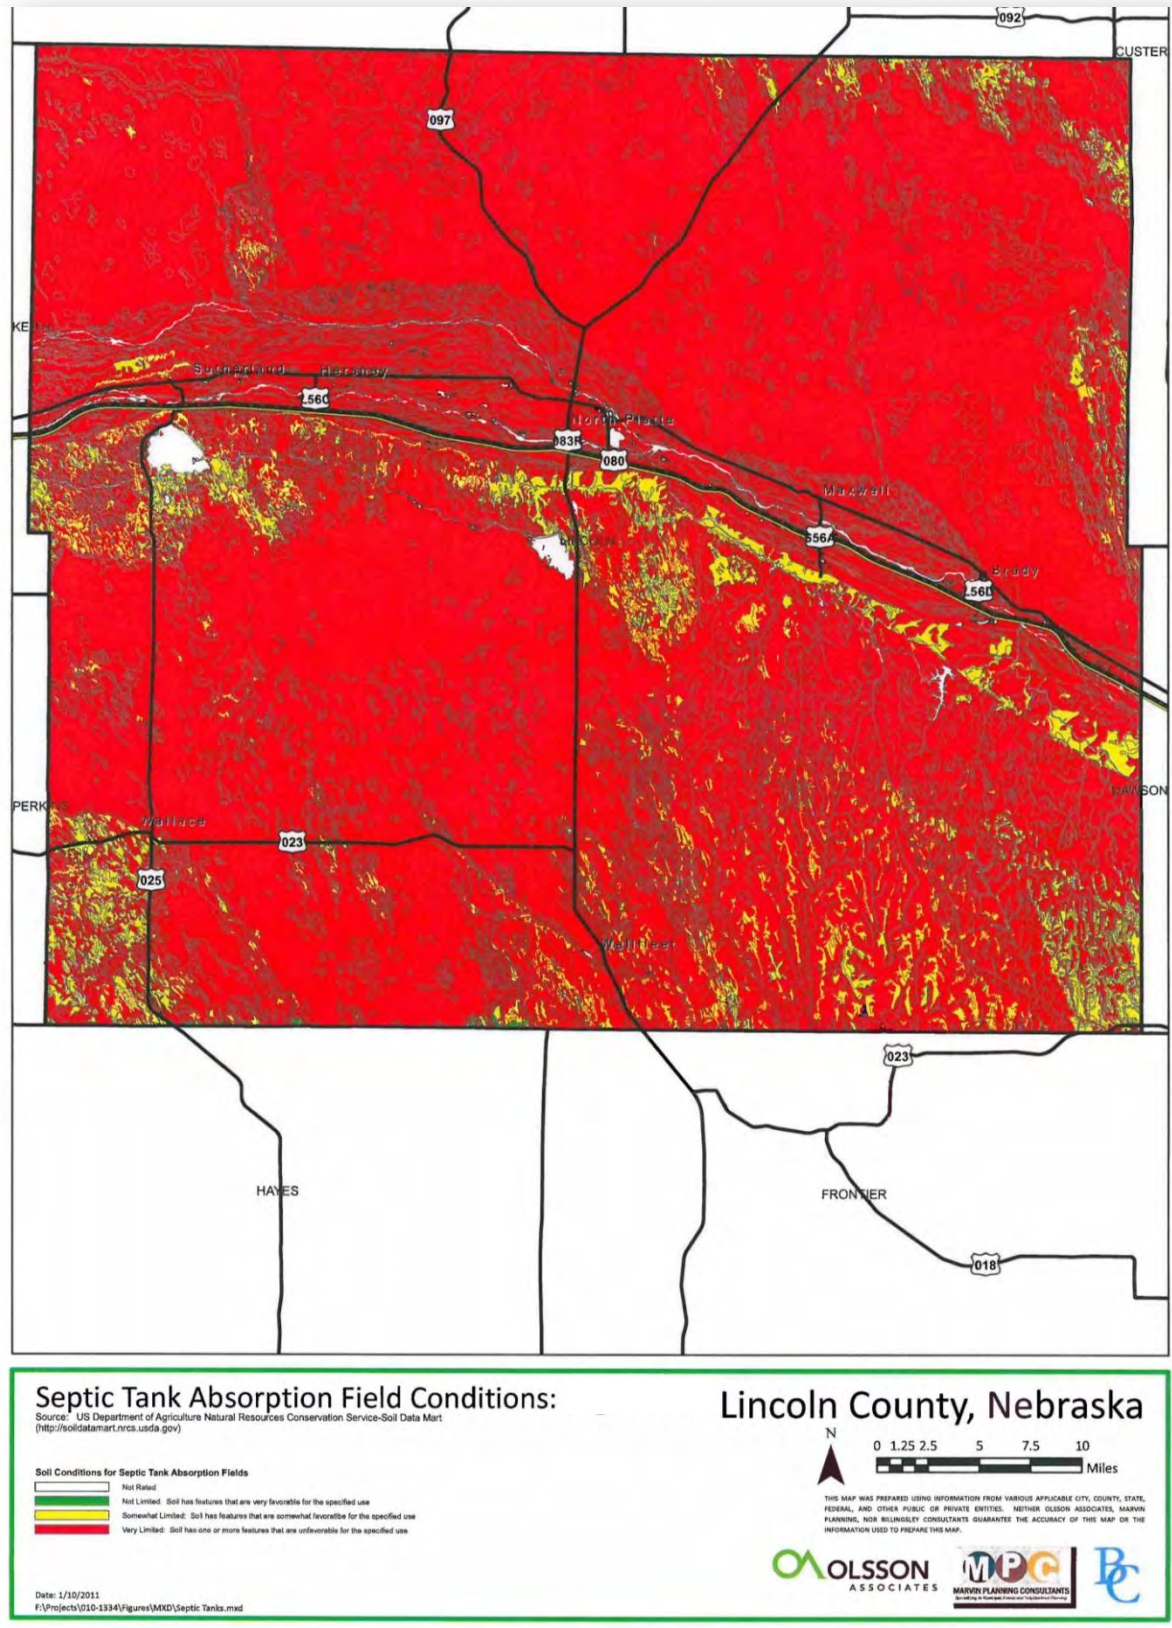 092
CUSTER
097
KE
Sutherland
Hershey
L56C
North Platte
083R
080
Maxwell
S56A
Brady
L56D
PERKINS
Wallace
023
025
DAWSON
Wellfleet
023
HAYES
FRONTIER
018
Septic Tank Absorption Field Conditions:
Source: US Department of Agriculture Natural Resources Conservation Service-Soil Data Mart
(http://soildatamart.nrcs.usda.gov)
Soil Conditions for Septic Tank Absorption Fields
Not Rated
Not Limited: Soil has features that are very favorable for the specified use
Somewhat Limited: Soil has features that are somewhat favoratlbe for the specified use
Very Limited: Soil has one or more features that are unfavorable for the specified use
Date: 1/10/2011
F:\Projects\010-1334\Figures\MXD\Septic Tanks.mxd
Lincoln County, Nebraska
N
0 1.25 2.5 5 7.5 10
Miles
THIS MAP WAS PREPARED USING INFORMATION FROM VARIOUS APPLICABLE CITY, COUNTY, STATE,
FEDERAL, AND OTHER PUBLIC OR PRIVATE ENTITIES. NEITHER OLSSON ASSOCIATES, MARVIN
PLANNING, NOR BILLINGSLEY CONSULTANTS GUARANTEE THE ACCURACY OF THIS MAP OR THE
INFORMATION USED TO PREPARE THIS MAP.
OLSSON
ASSOCIATES
MPC
MARVIN PLANNING CONSULTANTS
BC